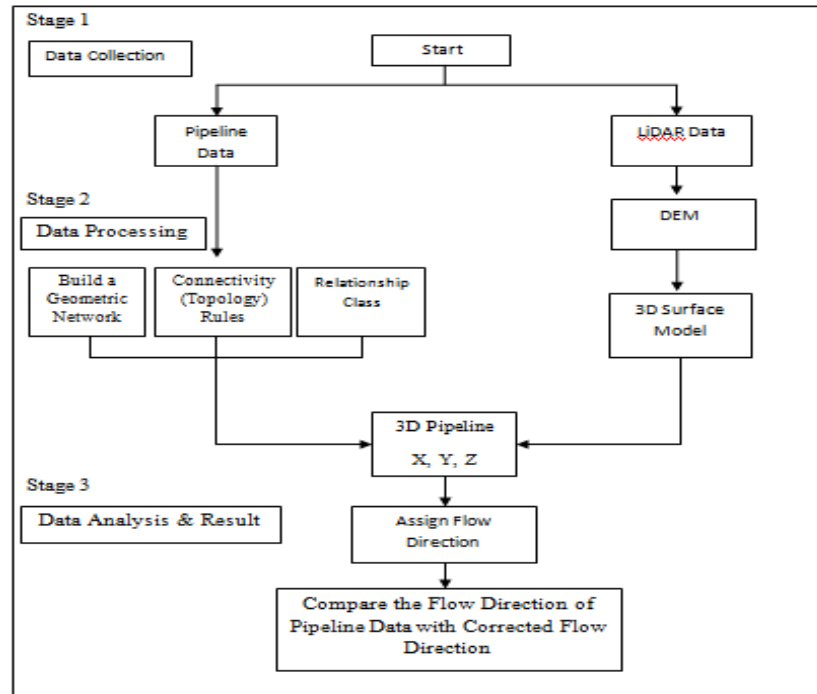 Stage 1
Data Collection
Start
Pipeline
Data
LiDAR Data
Stage 2
Data Processing
DEM
Build a
Geometric
Network
Connectivity
(Topology)
Rules
Relationship
Class
3D Surface
Model
3D Pipeline
X, Y, Z
Stage 3
Data Analysis & Result
Assign Flow
Direction
Compare the Flow Direction of
Pipeline Data with Corrected Flow
Direction